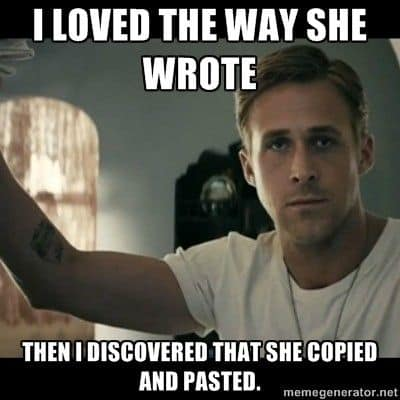 I LOVED THE WAY SHE
WROTE
THEN I DISCOVERED THAT SHE COPIED
AND PASTED.
memegenerator.net